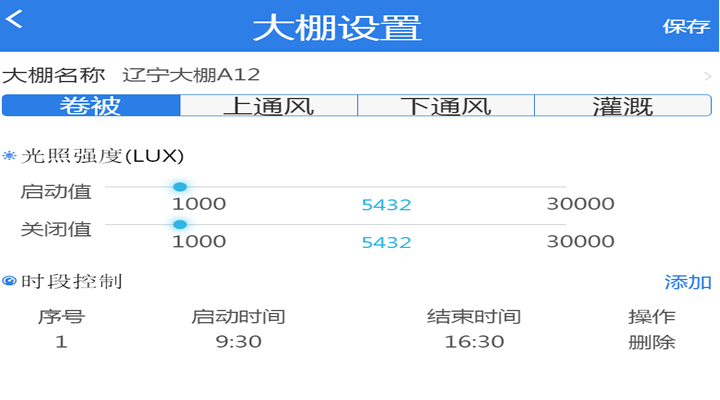 大棚设置
保存
大棚名称 辽宁大棚A12
卷被 上通风 下通风 灌溉
光照强度(LUX)
启动值
1000 5432 30000
关闭值
1000 5432 30000
时段控制 添加
序号 启动时间 结束时间 操作
1 9:30 16:30 删除